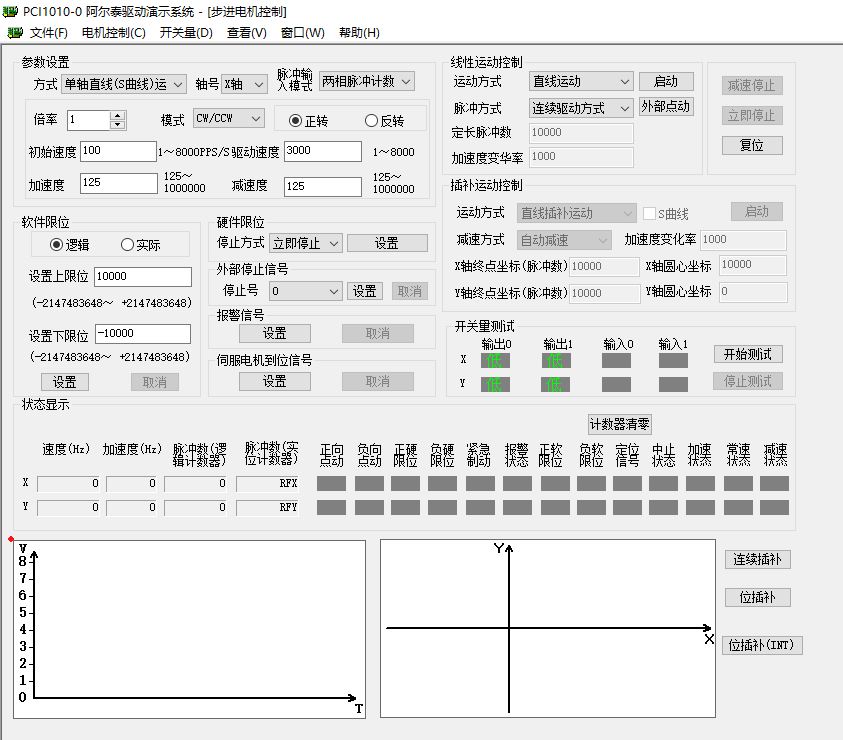 PCI1010-0 阿尔泰驱动演示系统 - [步进电机控制]
文件(F) 电机控制(C) 开关量(D) 查看(V) 窗口(W) 帮助(H)
参数设置
方式 单轴直线(S曲线)运 轴号 X轴 脉冲输入模式 两相脉冲计数
倍率 1 模式 CW/CCW 正转 反转
初始速度 100 1～8000PPS/S 驱动速度 3000 1～8000
加速度 125 125～1000000 减速度 125 125～1000000
线性运动控制
运动方式 直线运动 启动
脉冲方式 连续驱动方式 外部点动
定长脉冲数 10000
加速度变华率 1000
减速停止
立即停止
复位
软件限位
逻辑 实际
设置上限位 10000
(-2147483648～ +2147483648)
设置下限位 -10000
(-2147483648～ +2147483648)
设置 取消
硬件限位
停止方式 立即停止 设置
外部停止信号
停止号 0 设置 取消
报警信号
设置 取消
伺服电机到位信号
设置 取消
插补运动控制
运动方式 直线插补运动 S曲线 启动
减速方式 自动减速 加速度变化率 1000
X轴终点坐标(脉冲数) 10000 X轴圆心坐标 10000
Y轴终点坐标(脉冲数) 10000 Y轴圆心坐标 0
开关量测试
输出0 输出1 输入0 输入1
X 低 低 开始测试
Y 低 低 停止测试
状态显示
计数器清零
速度(Hz) 加速度(Hz) 脉冲数(逻辑计数器) 脉冲数(实位计数器) 正向点动 负向点动 正硬限位 负硬限位 紧急制动 报警状态 正软限位 负软限位 定位信号 中止状态 加速状态 常速状态 减速状态
X 0 0 0 RFX
Y 0 0 0 RFY
V
8
7
6
5
4
3
2
1
0
T
Y
X
连续插补
位插补
位插补(INT)